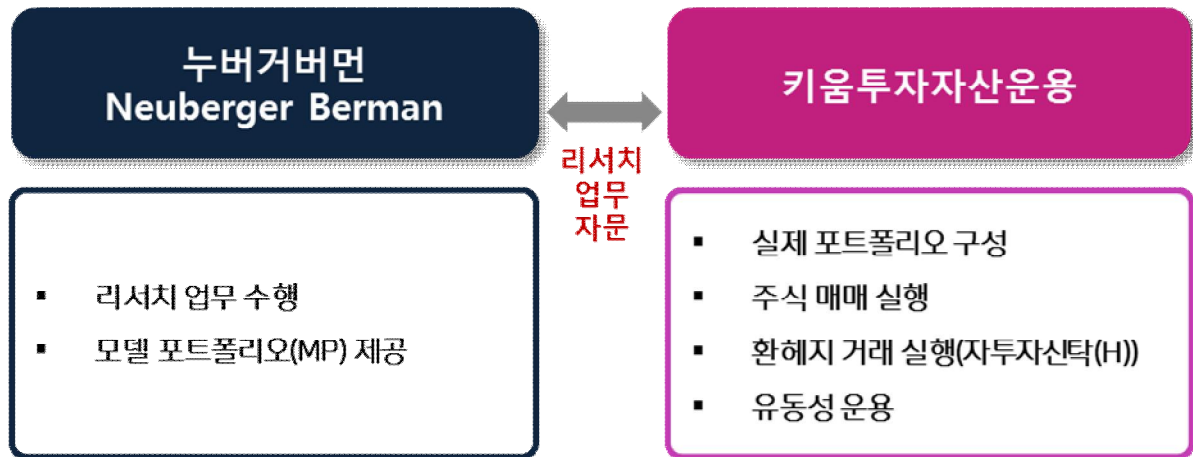 누버거버먼
Neuberger Berman
리서치
업무
자문
키움투자자산운용
▪ 리서치 업무 수행
▪ 모델 포트폴리오(MP) 제공
▪ 실제 포트폴리오 구성
▪ 주식 매매 실행
▪ 환헤지 거래 실행(자투자신탁(H))
▪ 유동성 운용